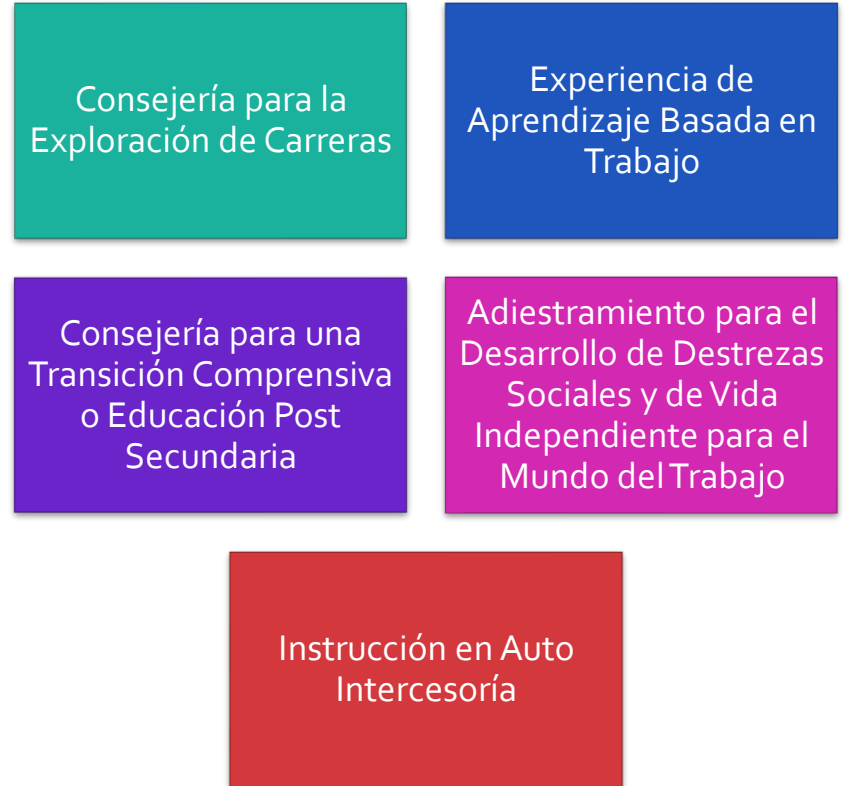 Consejería para la
Exploración de Carreras
Experiencia de
Aprendizaje Basada en
Trabajo
Consejería para una
Transición Comprensiva
o Educación Post
Secundaria
Adiestramiento para el
Desarrollo de Destrezas
Sociales y de Vida
Independiente para el
Mundo del Trabajo
Instrucción en Auto
Intercesoría